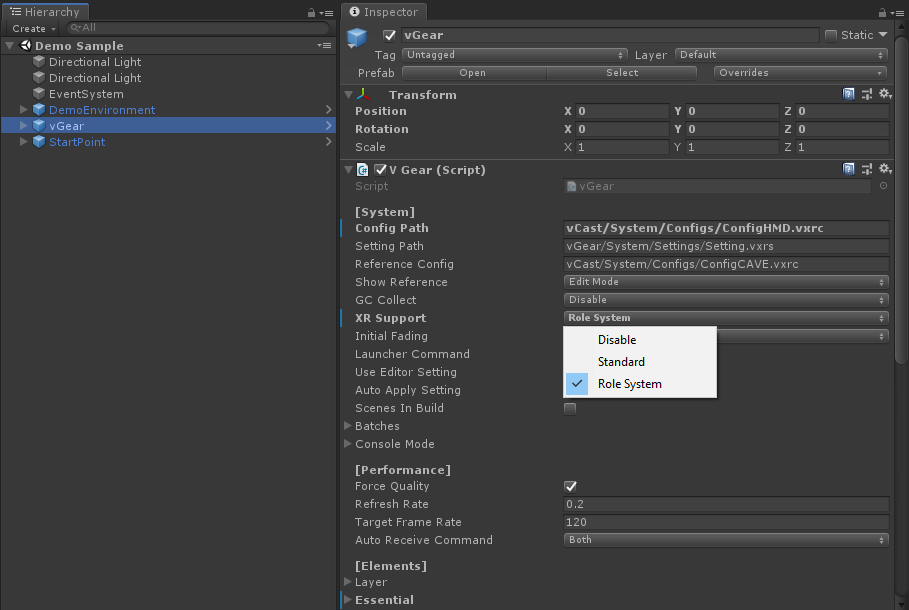 Hierarchy
Create
All
Demo Sample
Directional Light
Directional Light
EventSystem
DemoEnvironment
vGear
StartPoint
Inspector
vGear Static
Tag Untagged Layer Default
Prefab Open Select Overrides
Transform
Position X 0 Y 0 Z 0
Rotation X 0 Y 0 Z 0
Scale X 1 Y 1 Z 1
V Gear (Script)
Script vGear
[System]
Config Path vCast/System/Configs/ConfigHMD.vxrc
Setting Path vGear/System/Settings/Setting.vxrs
Reference Config vCast/System/Configs/ConfigCAVE.vxrc
Show Reference Edit Mode
GC Collect Disable
XR Support Role System
Initial Fading
Disable
Launcher Command
Standard
Use Editor Setting
Role System
Auto Apply Setting
Scenes In Build
Batches
Console Mode
[Performance]
Force Quality
Refresh Rate 0.2
Target Frame Rate 120
Auto Receive Command Both
[Elements]
Layer
Essential